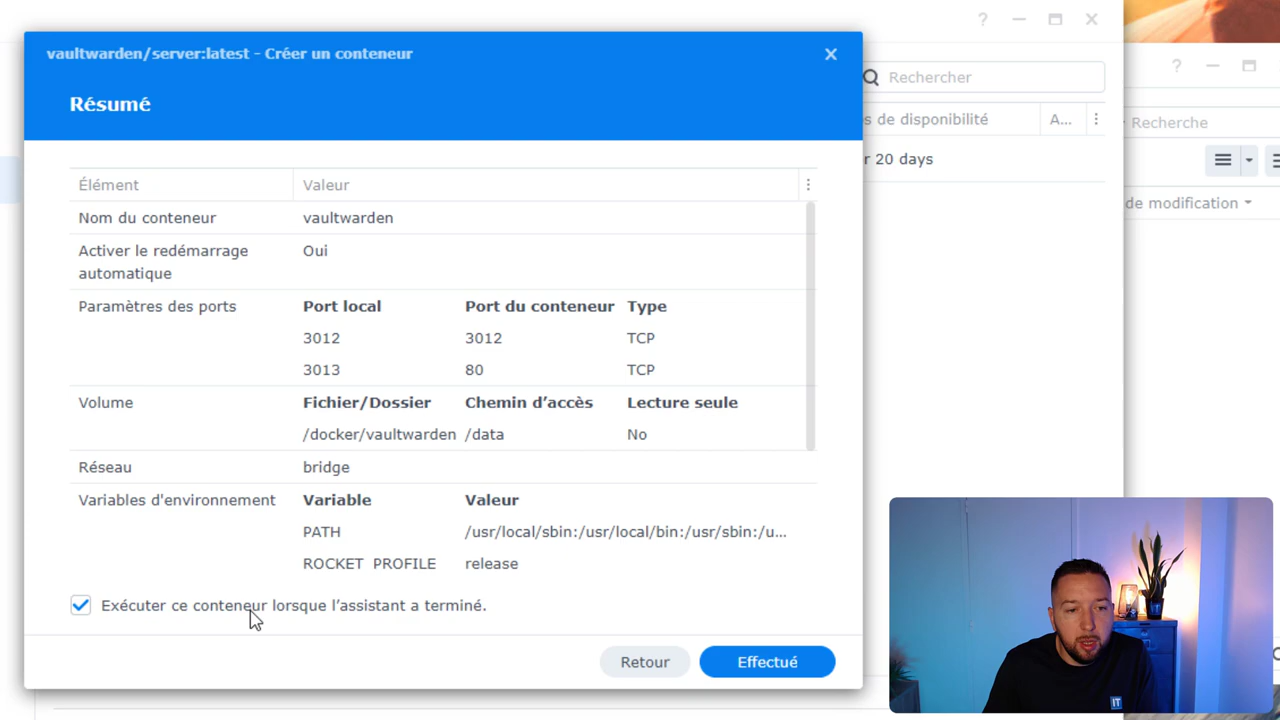 vaultwarden/server:latest - Créer un conteneur
Résumé
Rechercher
s de disponibilité A...
r 20 days
Recherche
de modification
Élément Valeur
Nom du conteneur vaultwarden
Activer le redémarrage automatique Oui
Paramètres des ports Port local Port du conteneur Type
3012 3012 TCP
3013 80 TCP
Volume Fichier/Dossier Chemin d'accès Lecture seule
/docker/vaultwarden /data No
Réseau bridge
Variables d'environnement Variable Valeur
PATH /usr/local/sbin:/usr/local/bin:/usr/sbin:/u...
ROCKET_PROFILE release
Exécuter ce conteneur lorsque l'assistant a terminé.
Retour Effectué
IT